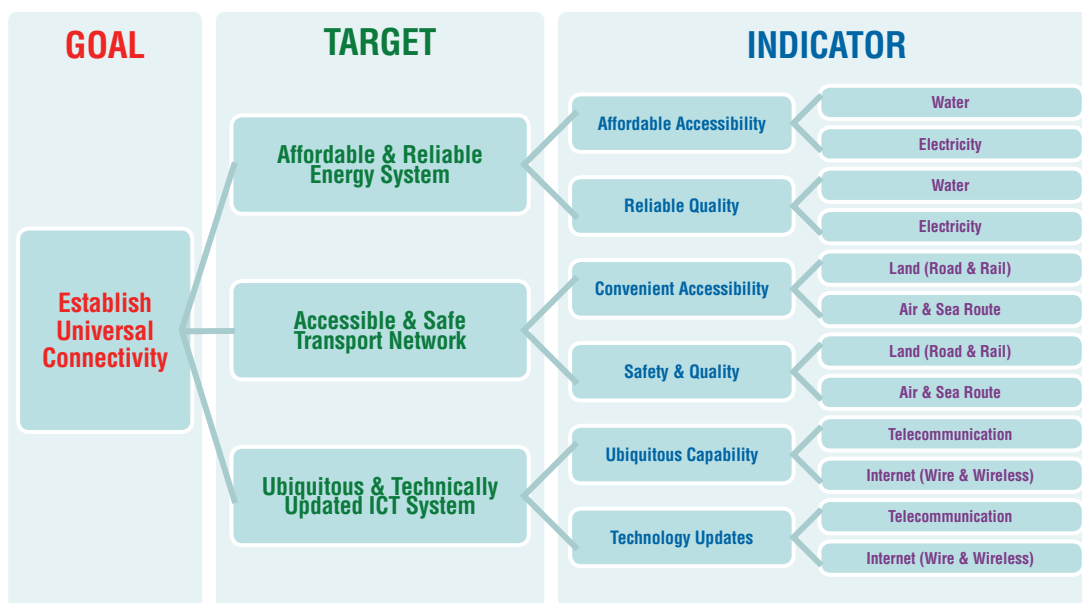 GOAL
TARGET
INDICATOR
Establish
Universal
Connectivity
Affordable & Reliable
Energy System
Affordable Accessibility
Water
Electricity
Reliable Quality
Water
Electricity
Accessible & Safe
Transport Network
Convenient Accessibility
Land (Road & Rail)
Air & Sea Route
Safety & Quality
Land (Road & Rail)
Air & Sea Route
Ubiquitous & Technically
Updated ICT System
Ubiquitous Capability
Telecommunication
Internet (Wire & Wireless)
Technology Updates
Telecommunication
Internet (Wire & Wireless)